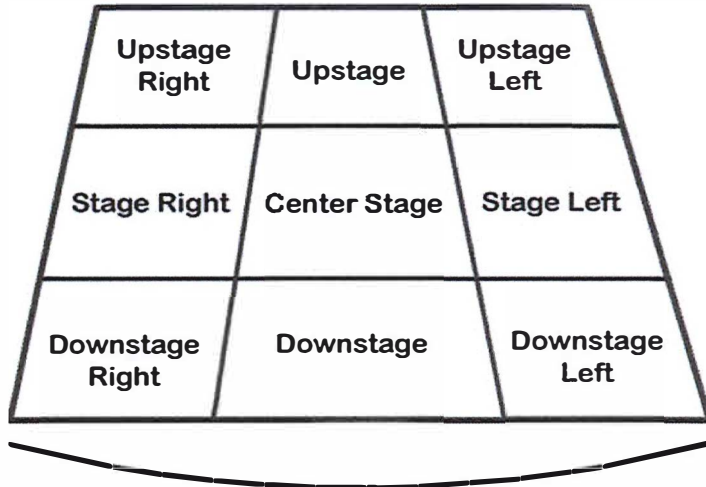 Upstage
Right
Upstage
Upstage
Left
Stage Right
Center Stage
Stage Left
Downstage
Right
Downstage
Downstage
Left